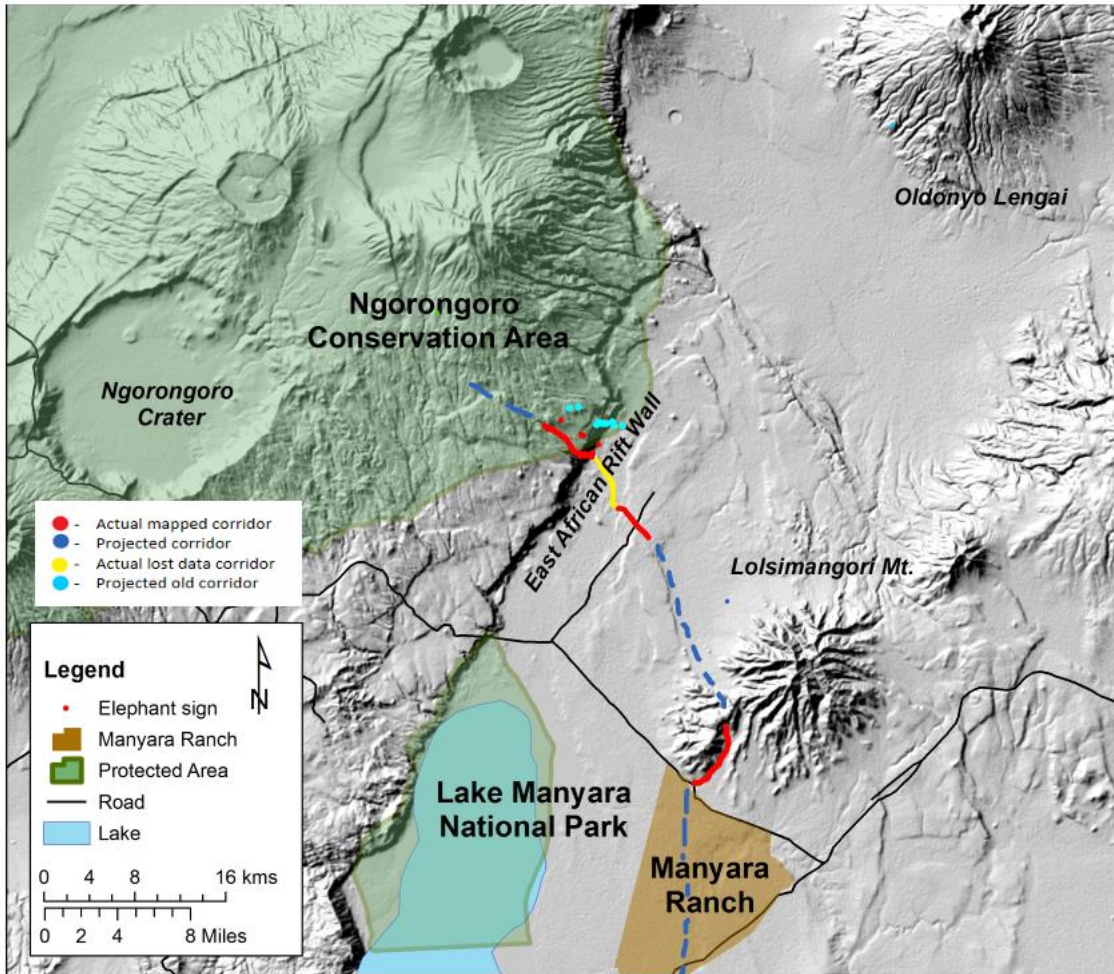 Oldonyo Lengai
Ngorongoro
Conservation Area
Ngorongoro
Crater
East African Rift Wall
- Actual mapped corridor
- Projected corridor
- Actual lost data corridor
- Projected old corridor
Lolsimangori Mt.
Legend
N
Elephant sign
Manyara Ranch
Protected Area
Road
Lake
0 4 8 16 kms
0 2 4 8 Miles
Lake Manyara
National Park
Manyara
Ranch